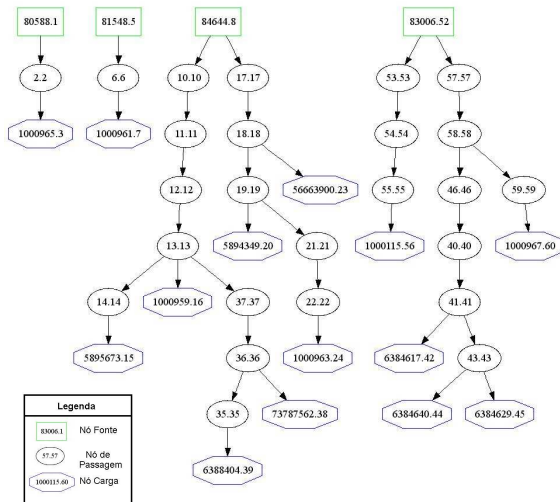 80588.1 81548.5 84644.8 83006.52
2.2 6.6 10.10 17.17 53.53 57.57
1000965.3 1000961.7 11.11 18.18 54.54 58.58
12.12 19.19 56663900.23 55.55 46.46 59.59
13.13 5894349.20 21.21 1000115.56 40.40 1000967.60
14.14 1000959.16 37.37 22.22 41.41
5895673.15 36.36 1000963.24 6384617.42 43.43
35.35 73787562.38 6384640.44 6384629.45
6388404.39
Legenda
83006.1 Nó Fonte
57.57 Nó de
Passagem
1000115.60 Nó Carga